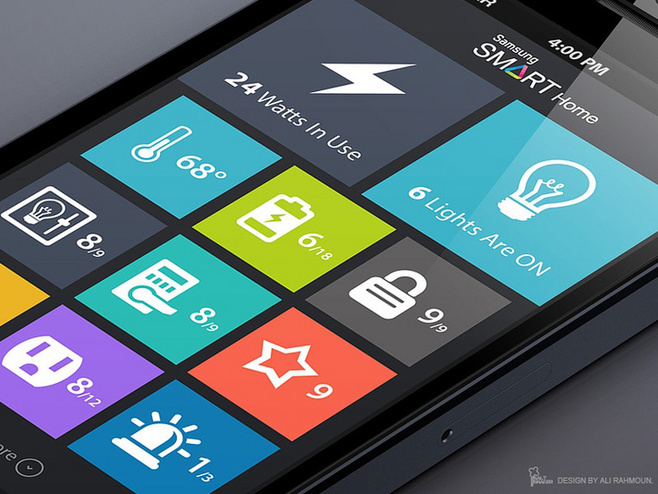 4:00 PM
Samsung
SMART Home
24 Watts In Use
6 Lights Are ON
68°
6/18
9/9
8/9
8/9
9
8/12
-1/3
DESIGN BY ALI RAHMOUN.